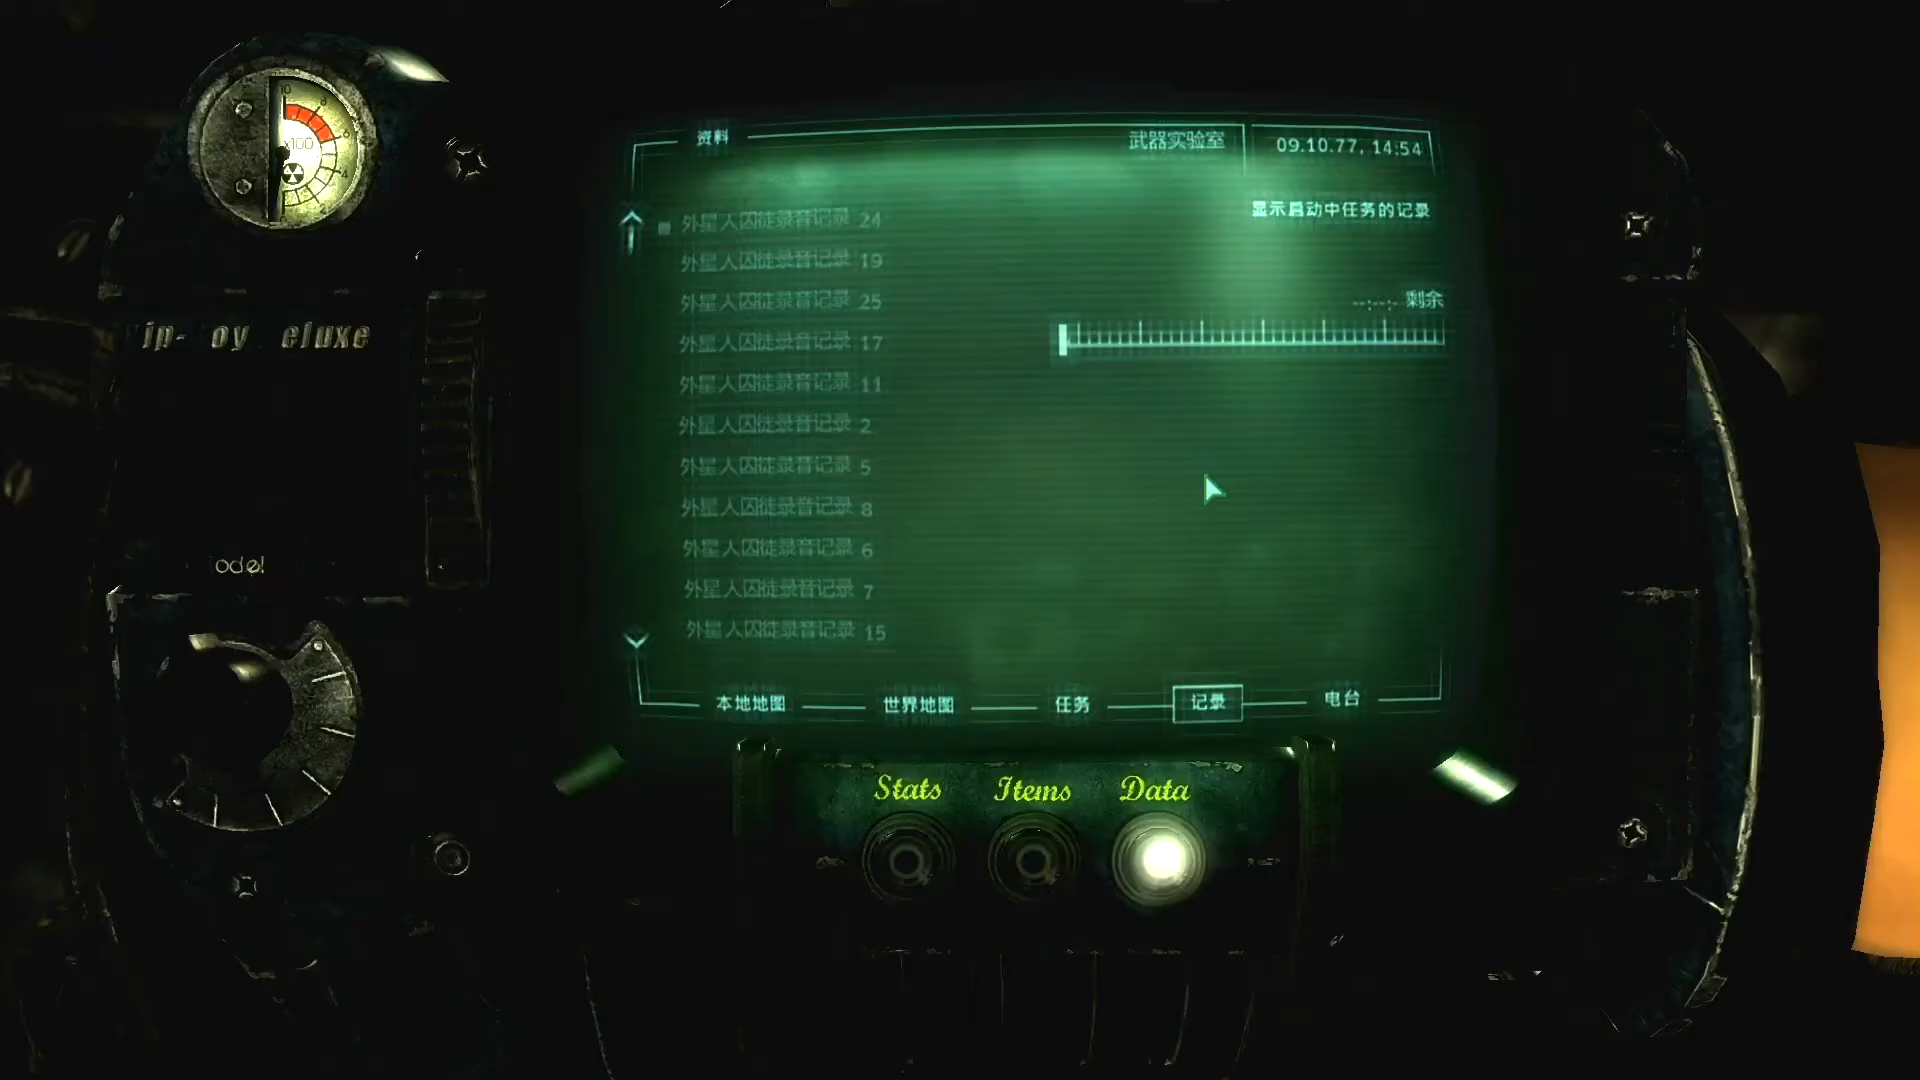 资料
武器实验室
09.10.77, 14:54
显示启动中任务的记录
外星人囚徒录音记录 24
外星人囚徒录音记录 19
外星人囚徒录音记录 25
外星人囚徒录音记录 17
外星人囚徒录音记录 11
外星人囚徒录音记录 2
外星人囚徒录音记录 5
外星人囚徒录音记录 8
外星人囚徒录音记录 6
外星人囚徒录音记录 7
外星人囚徒录音记录 15
--:--:-- 剩余
本地地图
世界地图
任务
记录
电台
Stats
Items
Data
x100
ip- oy eluxe
odel